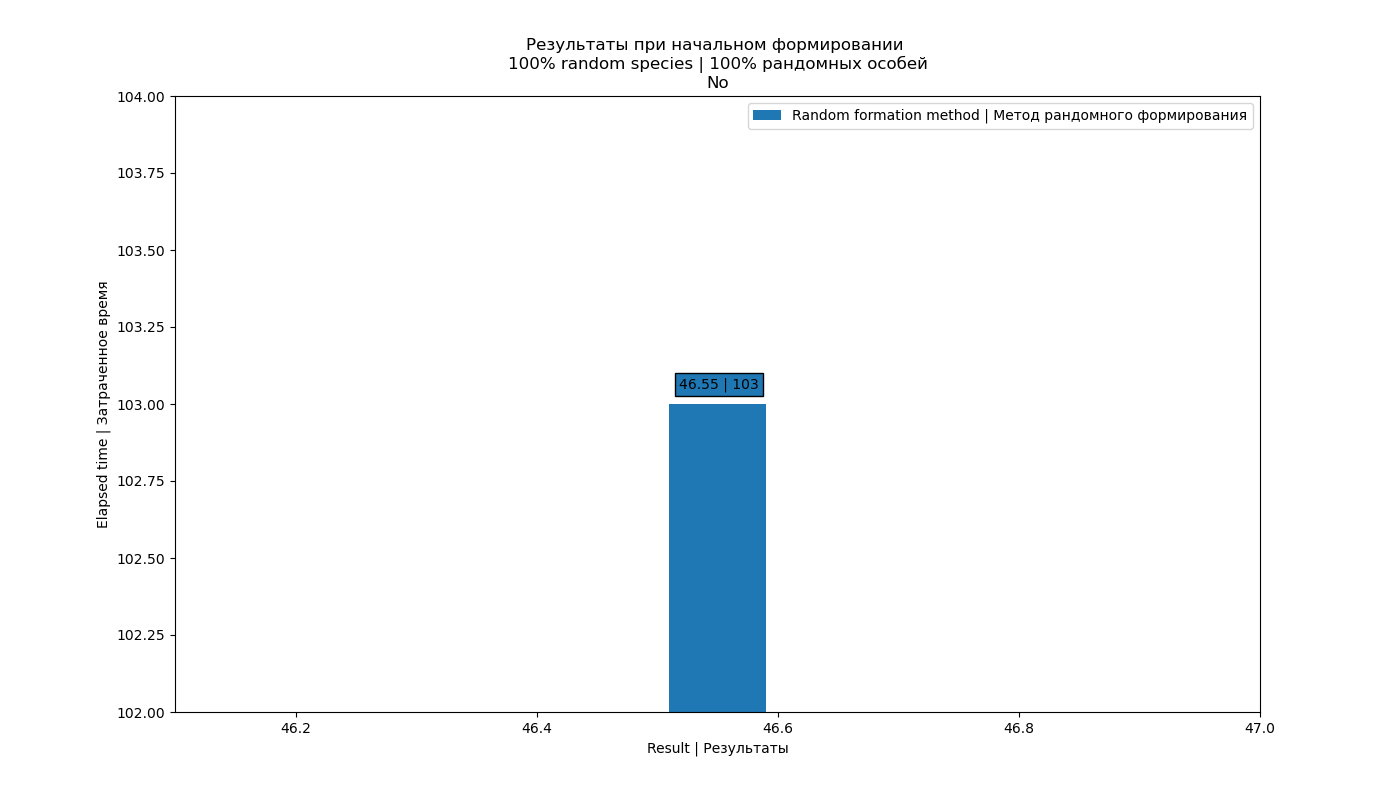 Результаты при начальном формировании
100% random species | 100% рандомных особей
No
104.00
Random formation method | Метод рандомного формирования
103.75
103.50
103.25
103.00
102.75
102.50
102.25
102.00
Elapsed time | Затраченное время
46.55 | 103
46.2
46.4
46.6
46.8
47.0
Result | Результаты